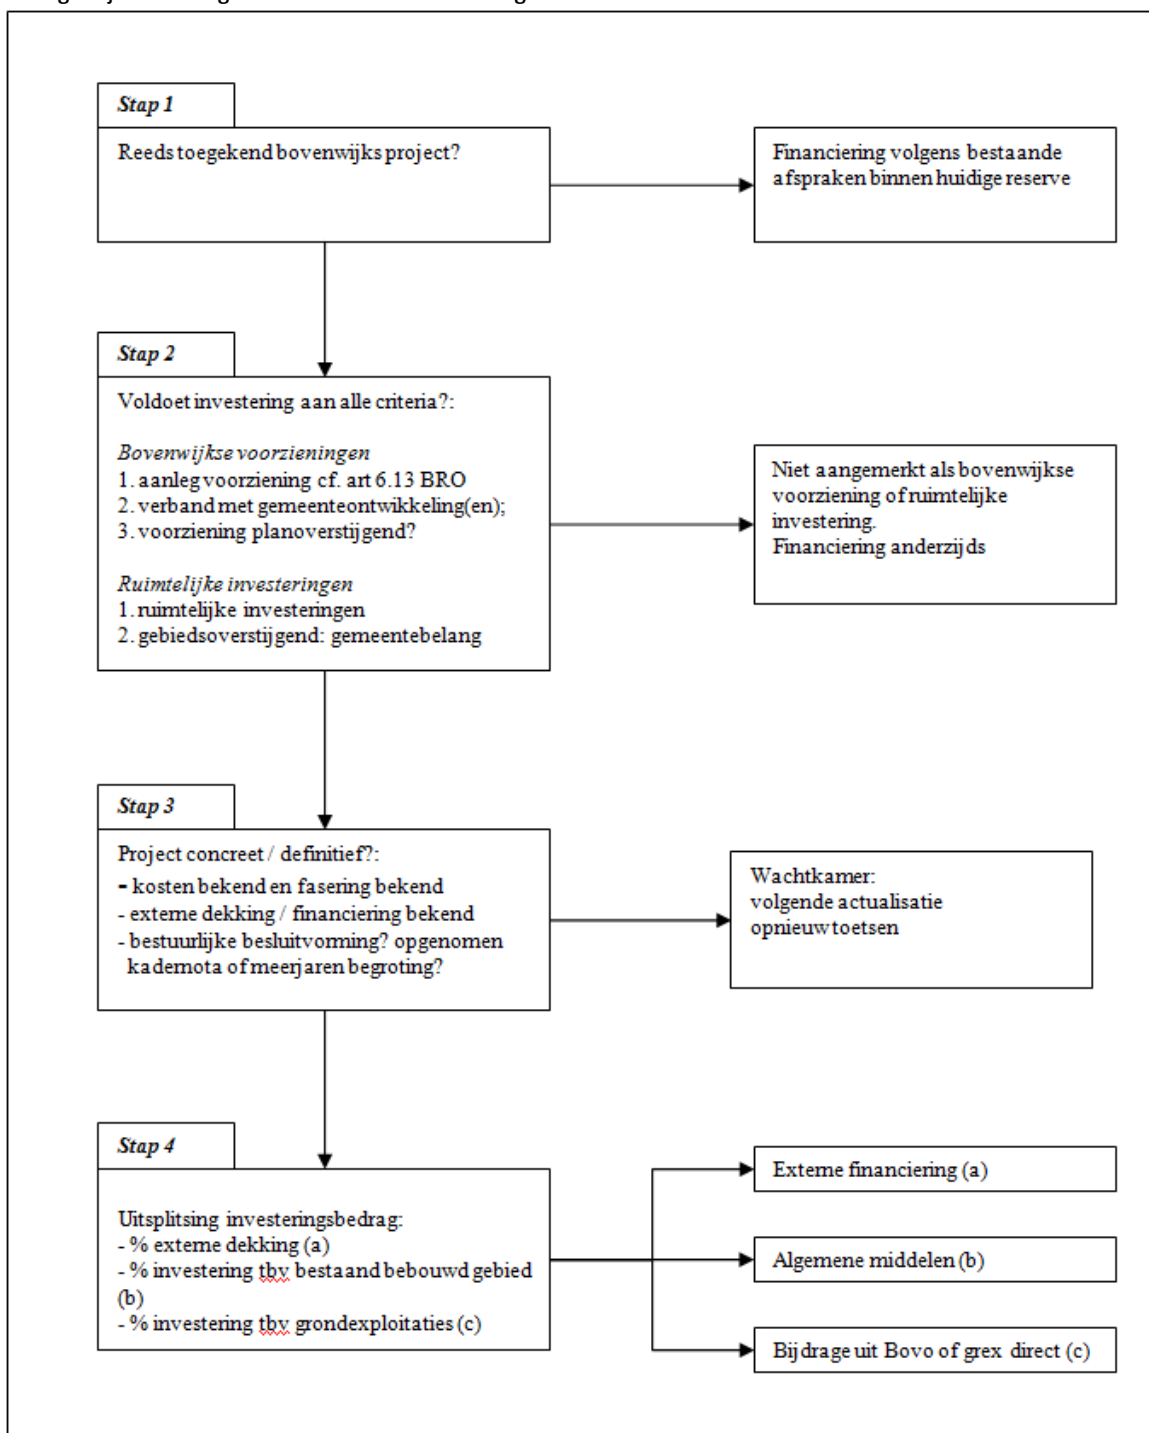 Stap 1
Reeds toegekend bovenwijks project?
Financiering volgens bestaande
afspraken binnen huidige reserve
Stap 2
Voldoet investering aan alle criteria?:
Bovenwijkse voorzieningen
1. aanleg voorziening cf. art 6.13 BRO
2. verband met gemeenteontwikkeling(en);
3. voorziening planoverstijgend?
Ruimtelijke investeringen
1. ruimtelijke investeringen
2. gebiedsoverstijgend: gemeentebelang
Niet aangemerkt als bovenwijkse
voorziening of ruimtelijke
investering.
Financiering anderzijds
Stap 3
Project concreet / definitief?:
- kosten bekend en fasering bekend
- externe dekking / financiering bekend
- bestuurlijke besluitvorming? opgenomen
kadernota of meerjaren begroting?
Wachtkamer:
volgende actualisatie
opnieuw toetsen
Stap 4
Uitsplitsing investeringsbedrag:
- % externe dekking (a)
- % investering tbv bestaand bebouwd gebied
(b)
- % investering tbv grondexploitaties (c)
Externe financiering (a)
Algemene middelen (b)
Bijdrage uit Bovo of grex direct (c)